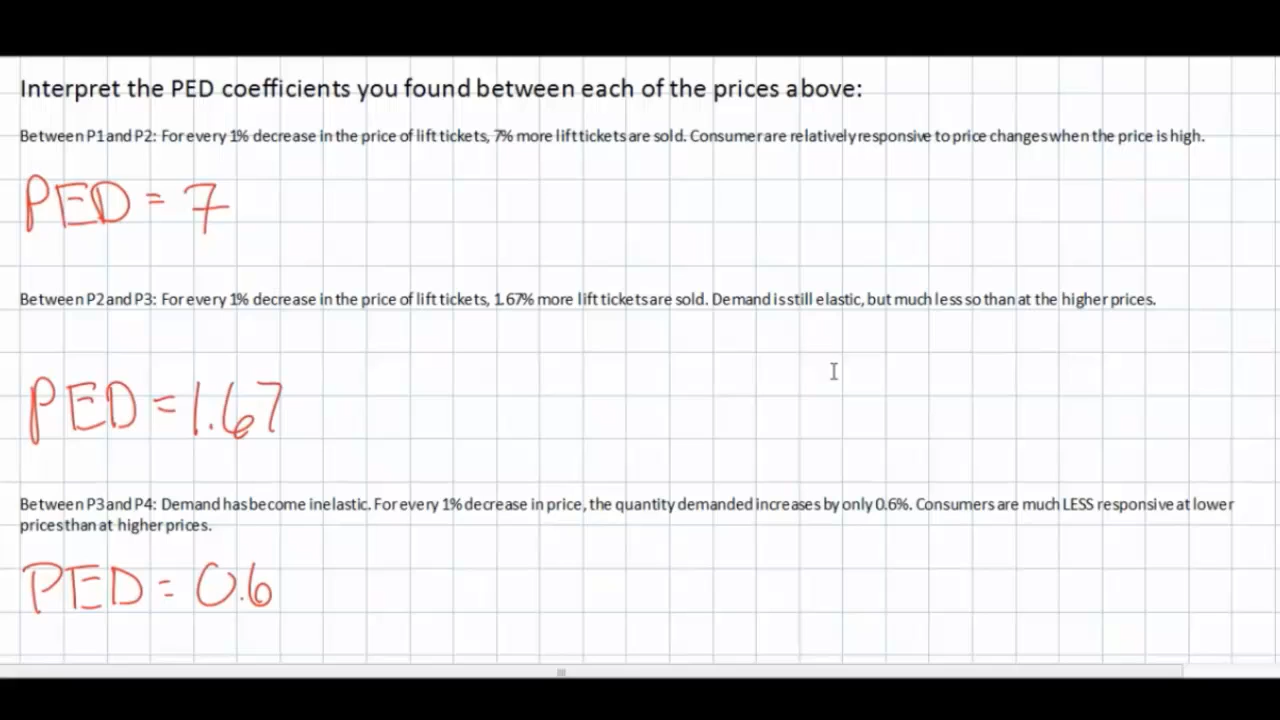 Interpret the PED coefficients you found between each of the prices above:
Between P1 and P2: For every 1% decrease in the price of lift tickets, 7% more lift tickets are sold. Consumer are relatively responsive to price changes when the price is high.
PED = 7
Between P2 and P3: For every 1% decrease in the price of lift tickets, 1.67% more lift tickets are sold. Demand is still elastic, but much less so than at the higher prices.
PED = 1.67
Between P3 and P4: Demand has become inelastic. For every 1% decrease in price, the quantity demanded increases by only 0.6%. Consumers are much LESS responsive at lower
prices than at higher prices.
PED = 0.6